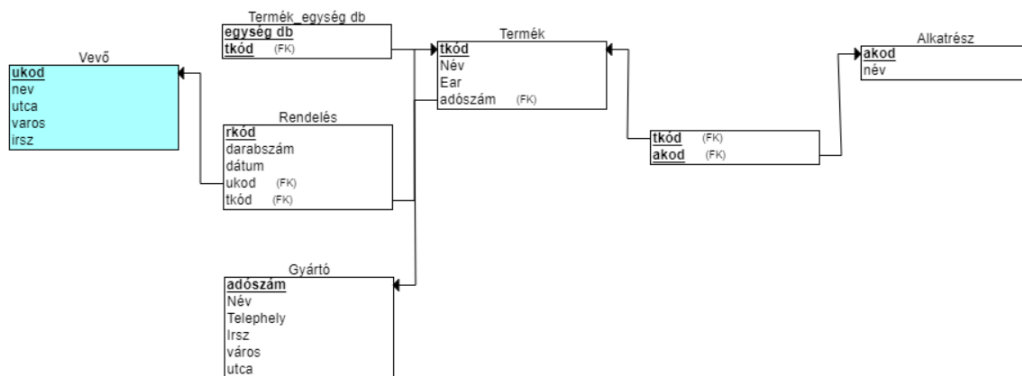 Termék_egység db
egység db
tkód (FK)
Vevő
ukod
nev
utca
varos
irsz
Rendelés
rkód
darabszám
dátum
ukod (FK)
tkód (FK)
Gyártó
adószám
Név
Telephely
Irsz
város
utca
Termék
tkód
Név
Ear
adószám (FK)
tkód (FK)
akod (FK)
Alkatrész
akod
név